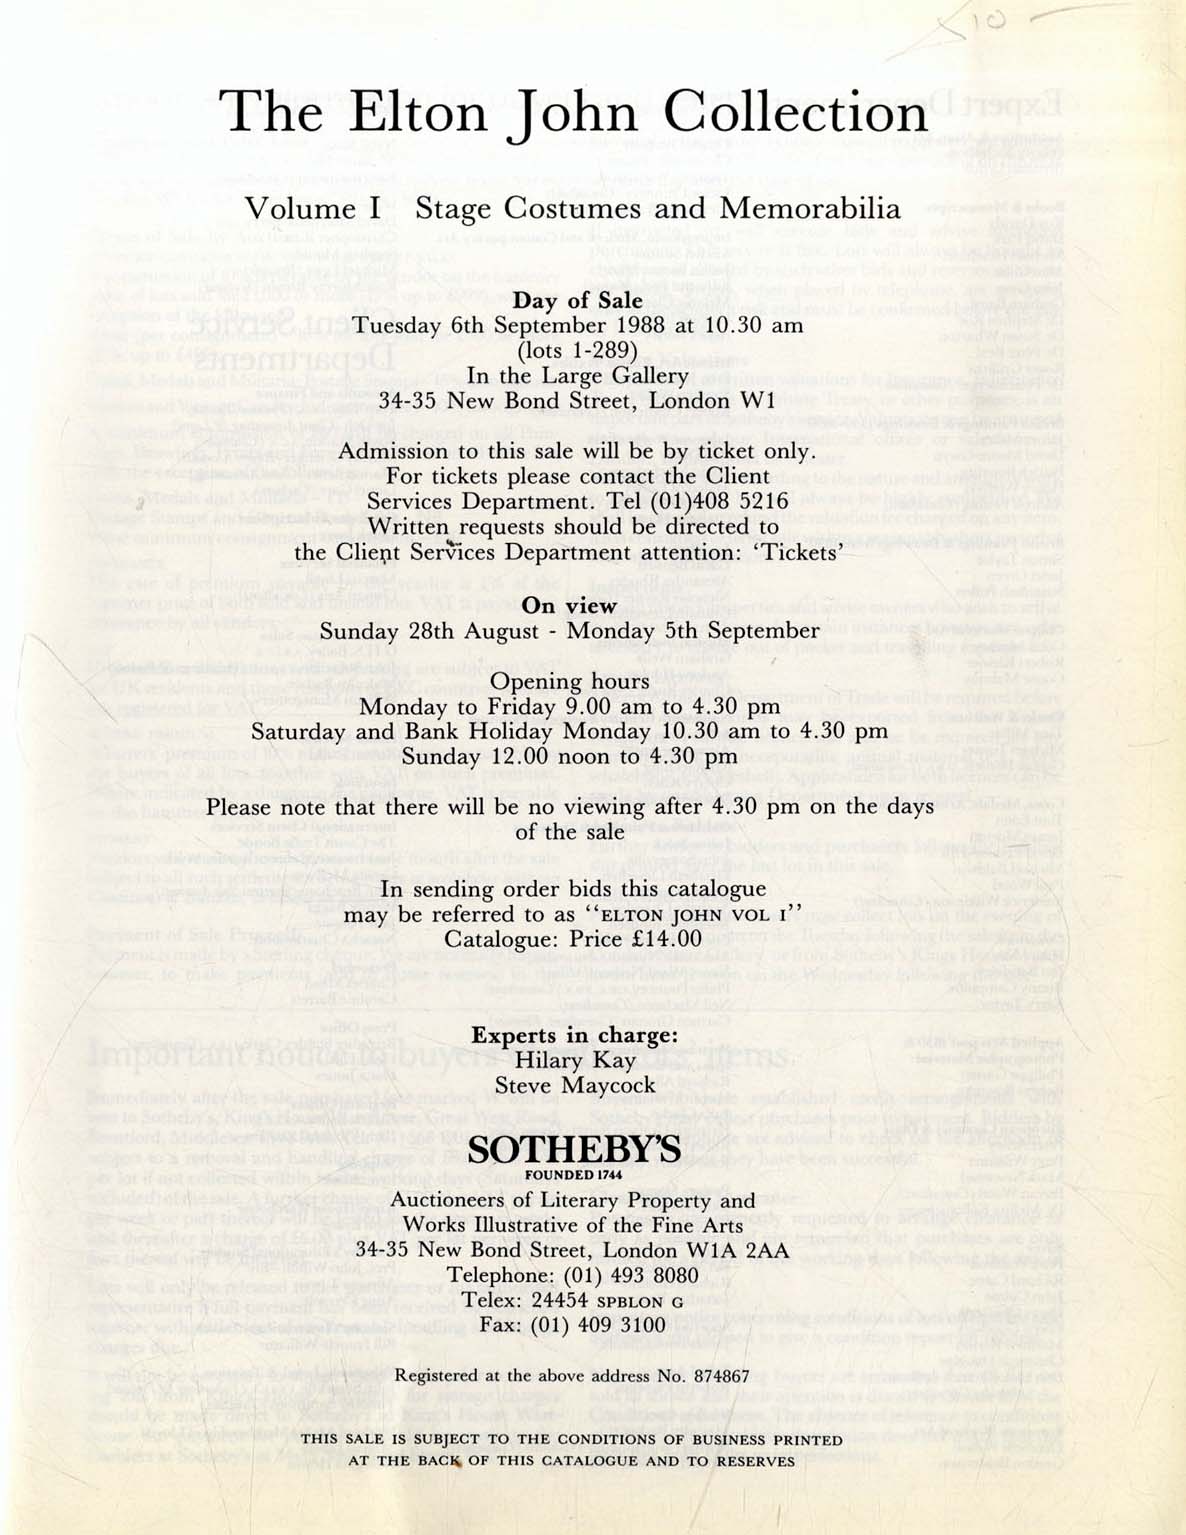 The Elton John Collection
Volume I Stage Costumes and Memorabilia
Day of Sale
Tuesday 6th September 1988 at 10.30 am
(lots 1-289)
In the Large Gallery
34-35 New Bond Street, London W1
Admission to this sale will be by ticket only.
For tickets please contact the Client
Services Department. Tel (01)408 5216
Written requests should be directed to
the Client Services Department attention: ‘Tickets’
On view
Sunday 28th August - Monday 5th September
Opening hours
Monday to Friday 9.00 am to 4.30 pm
Saturday and Bank Holiday Monday 10.30 am to 4.30 pm
Sunday 12.00 noon to 4.30 pm
Please note that there will be no viewing after 4.30 pm on the days
of the sale
In sending order bids this catalogue
may be referred to as “ELTON JOHN VOL I”
Catalogue: Price £14.00
Experts in charge:
Hilary Kay
Steve Maycock
SOTHEBY'S
FOUNDED 1744
Auctioneers of Literary Property and
Works Illustrative of the Fine Arts
34-35 New Bond Street, London W1A 2AA
Telephone: (01) 493 8080
Telex: 24454 SPBLON G
Fax: (01) 409 3100
Registered at the above address No. 874867
THIS SALE IS SUBJECT TO THE CONDITIONS OF BUSINESS PRINTED
AT THE BACK OF THIS CATALOGUE AND TO RESERVES